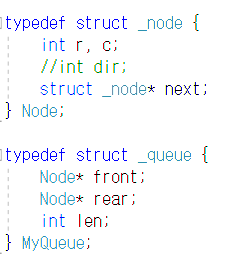 typedef struct _node {
int r, c;
//int dir;
struct _node* next;
} Node;
typedef struct _queue {
Node* front;
Node* rear;
int len;
} MyQueue;